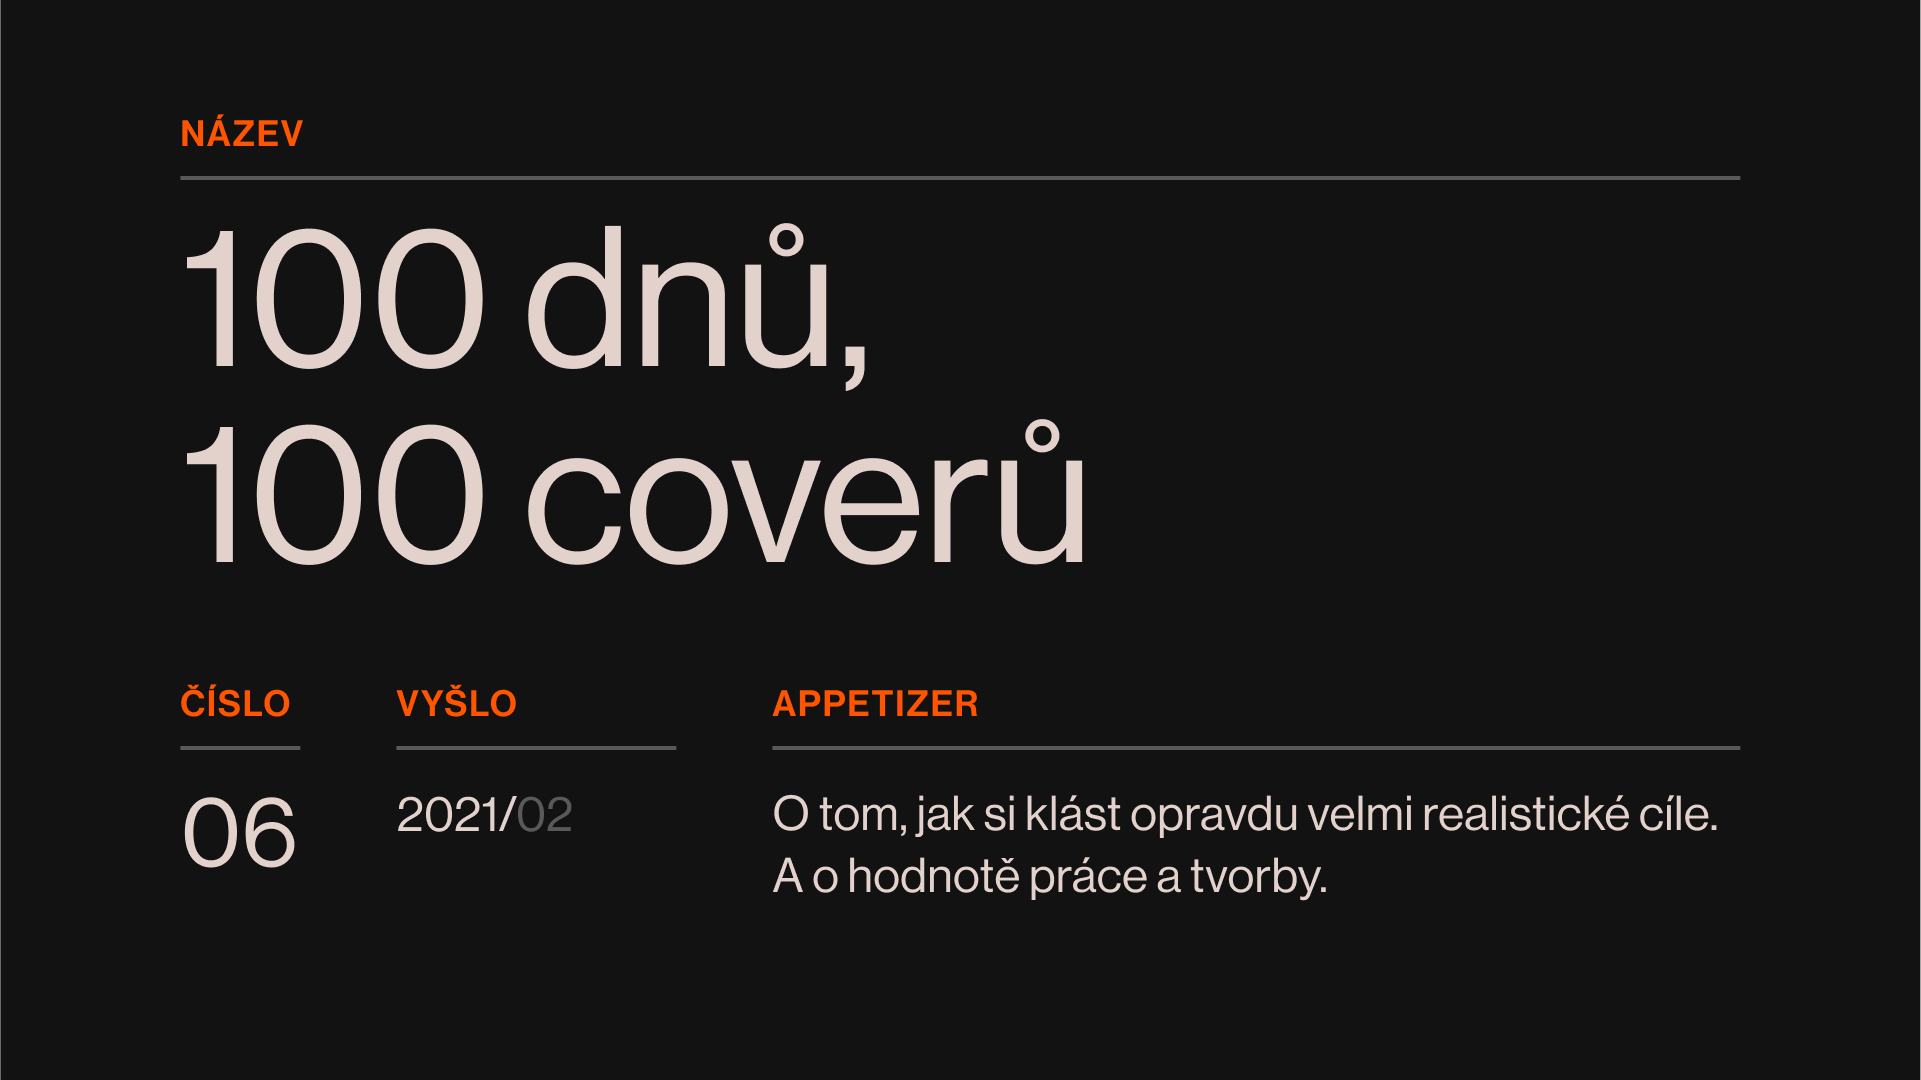 NÁZEV
100 dnů,
100 coverů
ČÍSLO
06
VYŠLO
2021/02
APPETIZER
O tom, jak si klást opravdu velmi realistické cíle.
A o hodnotě práce a tvorby.